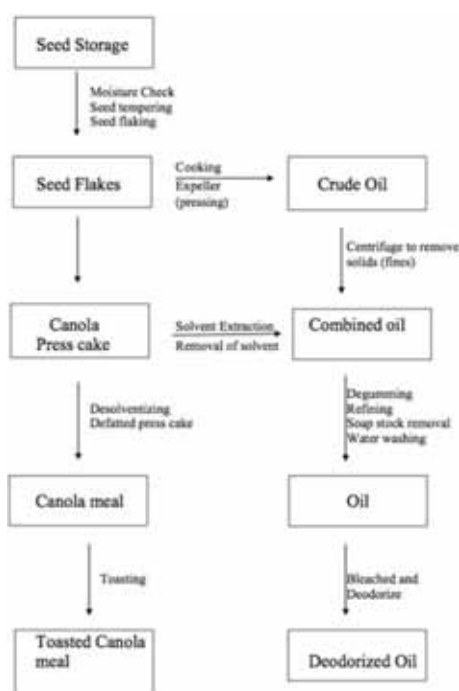 Seed Storage
Moisture Check
Seed tempering
Seed flaking
Seed Flakes
Cooking
Expeller
(pressing)
Crude Oil
Centrifuge to remove
solids (fines)
Canola
Press cake
Solvent Extraction
Removal of solvent
Combined oil
Desolventizing
Defatted press cake
Degumming
Refining
Soap stock removal
Water washing
Canola meal
Oil
Toasting
Bleached and
Deodorize
Toasted Canola
meal
Deodorized Oil